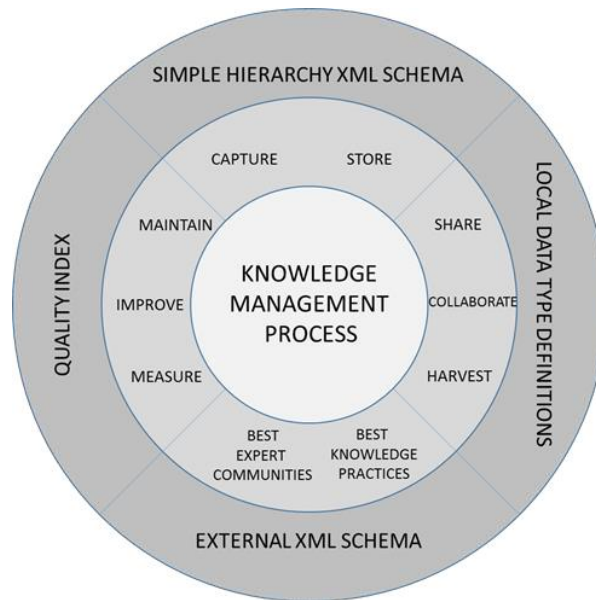 SIMPLE HIERARCHY XML SCHEMA
CAPTURE
STORE
MAINTAIN
SHARE
QUALITY INDEX
IMPROVE
KNOWLEDGE
MANAGEMENT
PROCESS
COLLABORATE
LOCAL DATA TYPE DEFINITIONS
MEASURE
HARVEST
BEST
EXPERT
COMMUNITIES
BEST
KNOWLEDGE
PRACTICES
EXTERNAL XML SCHEMA